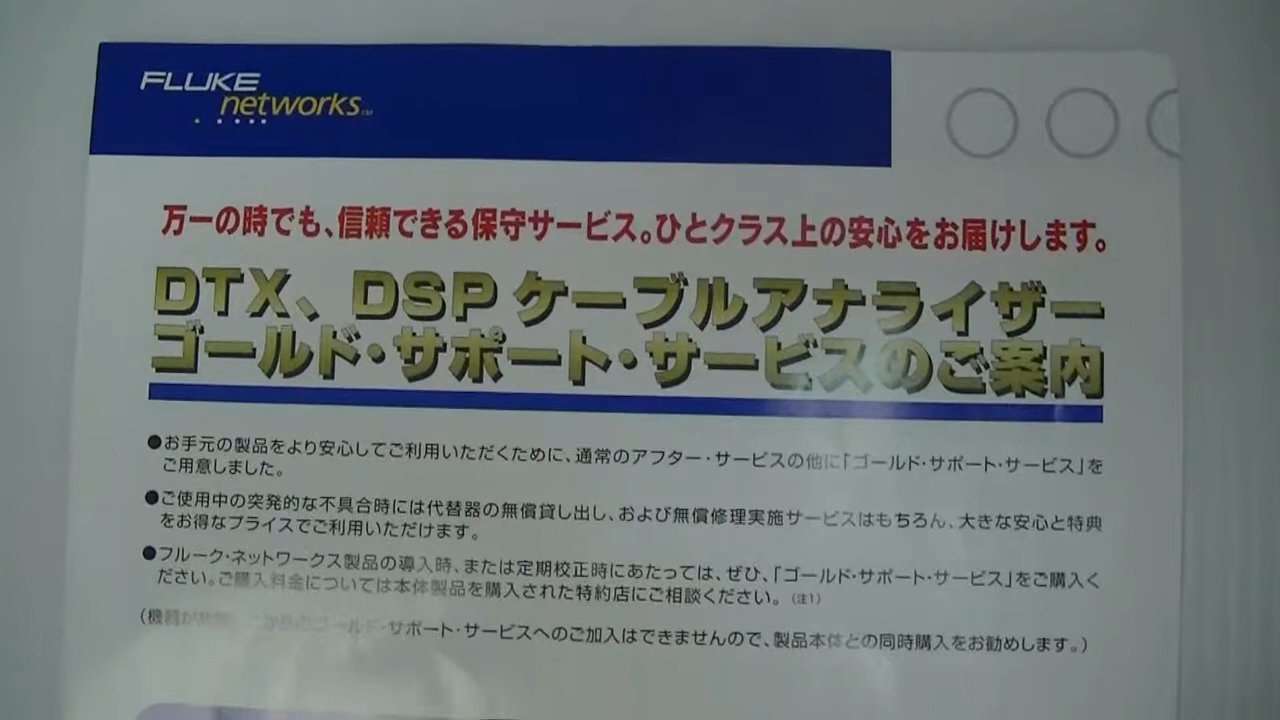 FLUKE
networks™
万一の時でも、信頼できる保守サービス。ひとクラス上の安心をお届けします。
DTX、DSPケーブルアナライザー
ゴールド・サポート・サービスのご案内
●お手元の製品をより安心してご利用いただくために、通常のアフター・サービスの他に「ゴールド・サポート・サービス」を
ご用意しました。
●ご使用中の突発的な不具合時には代替器の無償貸し出し、および無償修理実施サービスはもちろん、大きな安心と特典
をお得なプライスでご利用いただけます。
●フルーク・ネットワークス製品の導入時、または定期校正時にあたっては、ぜひ、「ゴールド・サポート・サービス」をご購入く
ださい。ご購入料金については本体製品を購入された特約店にご相談ください。（注1）
（機器が ゴールド・サポート・サービスへのご加入はできませんので、製品本体との同時購入をお勧めします。）